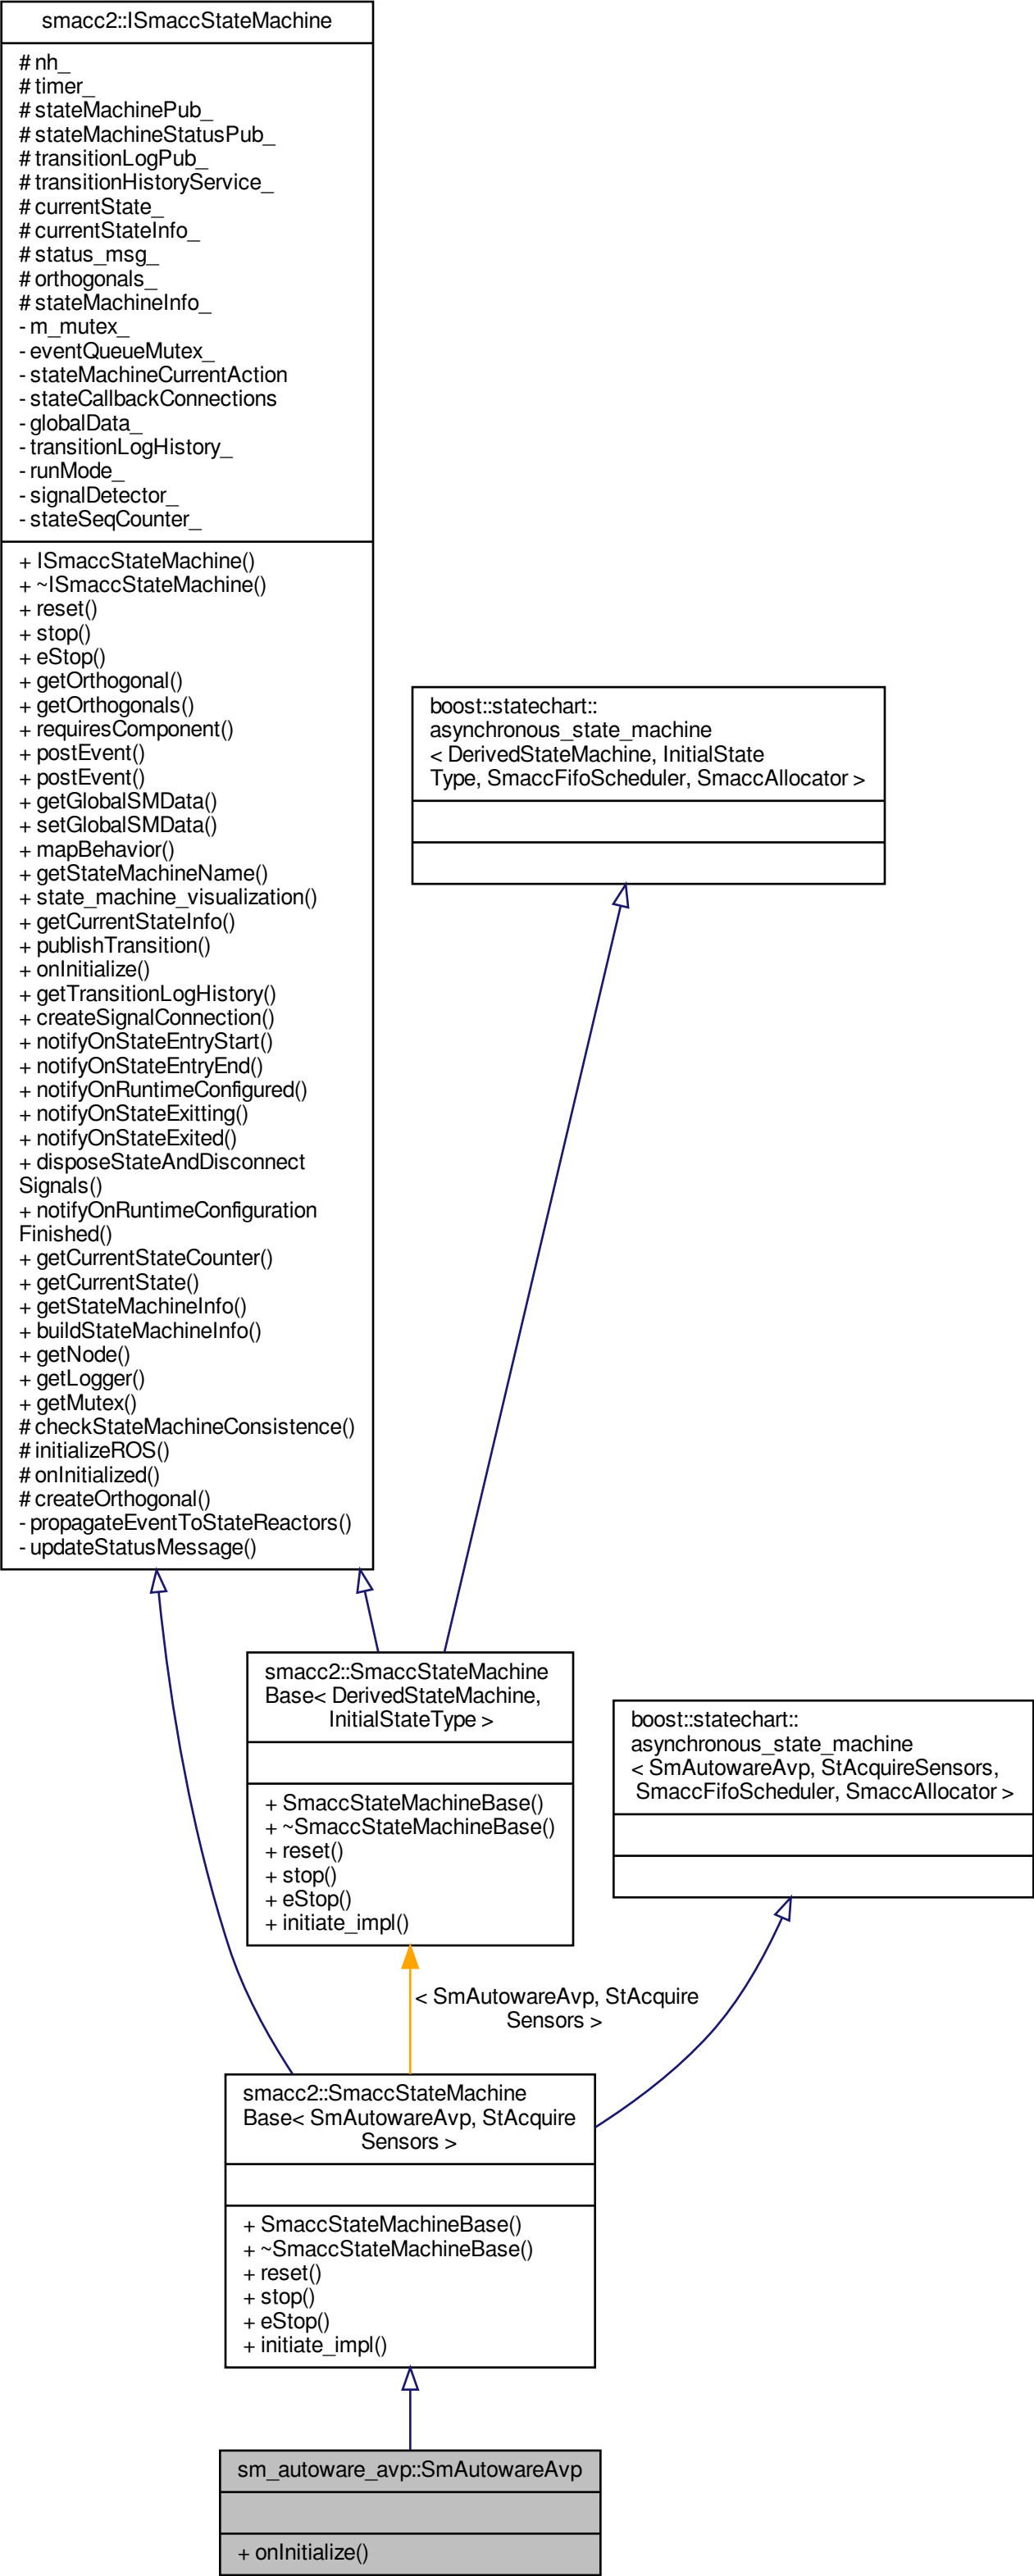 smacc2::ISmaccStateMachine
# nh_
# timer_
# stateMachinePub_
# stateMachineStatusPub_
# transitionLogPub_
# transitionHistoryService_
# currentState_
# currentStateInfo_
# status_msg_
# orthogonals_
# stateMachineInfo_
- m_mutex_
- eventQueueMutex_
- stateMachineCurrentAction
- stateCallbackConnections
- globalData_
- transitionLogHistory_
- runMode_
- signalDetector_
- stateSeqCounter_
+ ISmaccStateMachine()
+ ~ISmaccStateMachine()
+ reset()
+ stop()
+ eStop()
+ getOrthogonal()
+ getOrthogonals()
+ requiresComponent()
+ postEvent()
+ postEvent()
+ getGlobalSMData()
+ setGlobalSMData()
+ mapBehavior()
+ getStateMachineName()
+ state_machine_visualization()
+ getCurrentStateInfo()
+ publishTransition()
+ onInitialize()
+ getTransitionLogHistory()
+ createSignalConnection()
+ notifyOnStateEntryStart()
+ notifyOnStateEntryEnd()
+ notifyOnRuntimeConfigured()
+ notifyOnStateExitting()
+ notifyOnStateExited()
+ disposeStateAndDisconnect
Signals()
+ notifyOnRuntimeConfiguration
Finished()
+ getCurrentStateCounter()
+ getCurrentState()
+ getStateMachineInfo()
+ buildStateMachineInfo()
+ getNode()
+ getLogger()
+ getMutex()
# checkStateMachineConsistence()
# initializeROS()
# onInitialized()
# createOrthogonal()
- propagateEventToStateReactors()
- updateStatusMessage()
boost::statechart::
asynchronous_state_machine
< DerivedStateMachine, InitialState
Type, SmaccFifoScheduler, SmaccAllocator >
smacc2::SmaccStateMachine
Base< DerivedStateMachine,
InitialStateType >
+ SmaccStateMachineBase()
+ ~SmaccStateMachineBase()
+ reset()
+ stop()
+ eStop()
+ initiate_impl()
boost::statechart::
asynchronous_state_machine
< SmAutowareAvp, StAcquireSensors,
SmaccFifoScheduler, SmaccAllocator >
< SmAutowareAvp, StAcquire
Sensors >
smacc2::SmaccStateMachine
Base< SmAutowareAvp, StAcquire
Sensors >
+ SmaccStateMachineBase()
+ ~SmaccStateMachineBase()
+ reset()
+ stop()
+ eStop()
+ initiate_impl()
sm_autoware_avp::SmAutowareAvp
+ onInitialize()